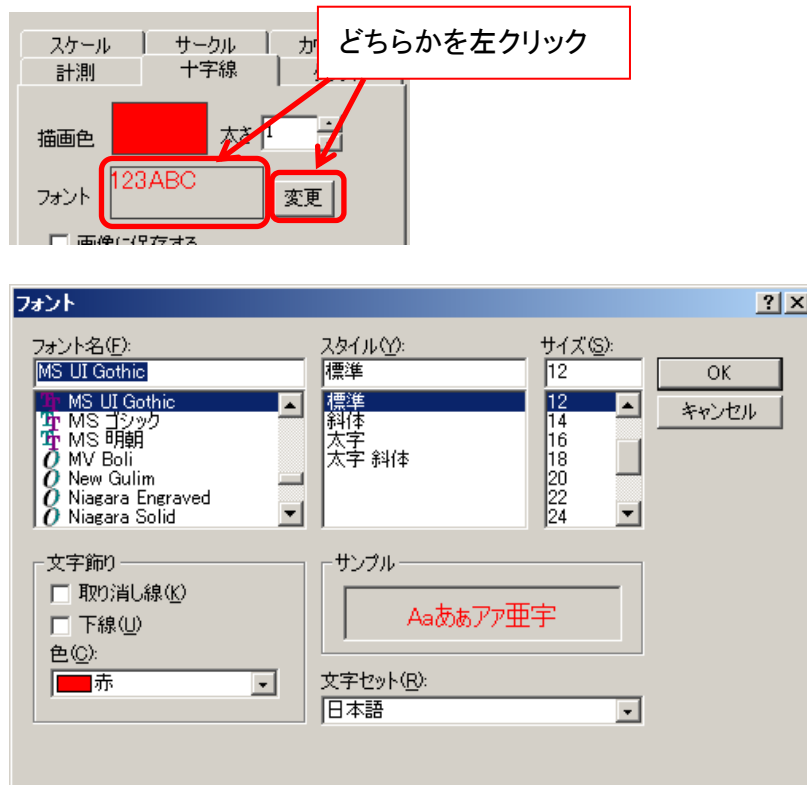 どちらかを左クリック
スケール サークル カ
計測 十字線
描画色 太さ 1
フォント 123ABC 変更
画像に保存する
フォント
フォント名(F): スタイル(Y): サイズ(S):
MS UI Gothic 標準 12 OK
MS UI Gothic 標準 12 キャンセル
MS ゴシック 斜体 14
MS 明朝 太字 16
MV Boli 太字 斜体 18
New Gulim 20
Niagara Engraved 22
Niagara Solid 24
文字飾り サンプル
取り消し線(K)
下線(U) Aaあぁアァ亜宇
色(C):
赤 文字セット(R):
日本語